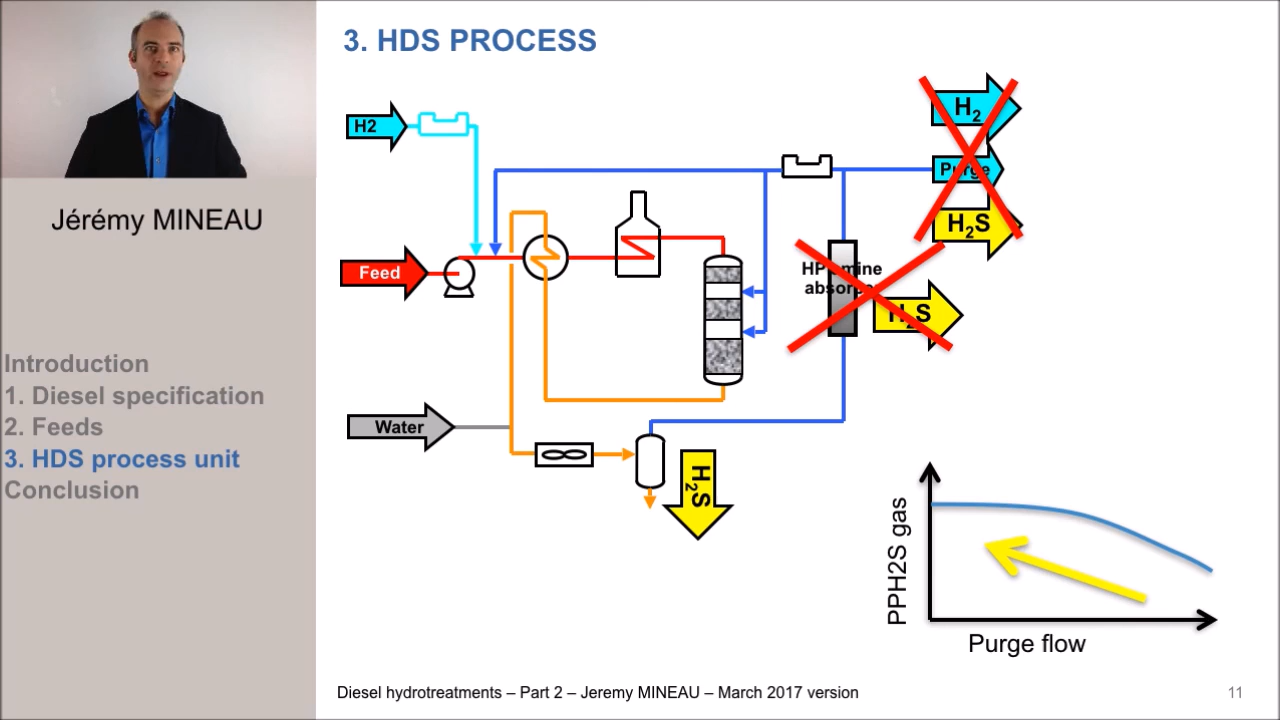 3. HDS PROCESS
Jérémy MINEAU
Introduction
1. Diesel specification
2. Feeds
3. HDS process unit
Conclusion
H2
H₂
Purge
H₂S
Feed
HP amine
absorber
H₂S
Water
H₂S
PPH2S gas
Purge flow
Diesel hydrotreatments – Part 2 – Jeremy MINEAU – March 2017 version
11